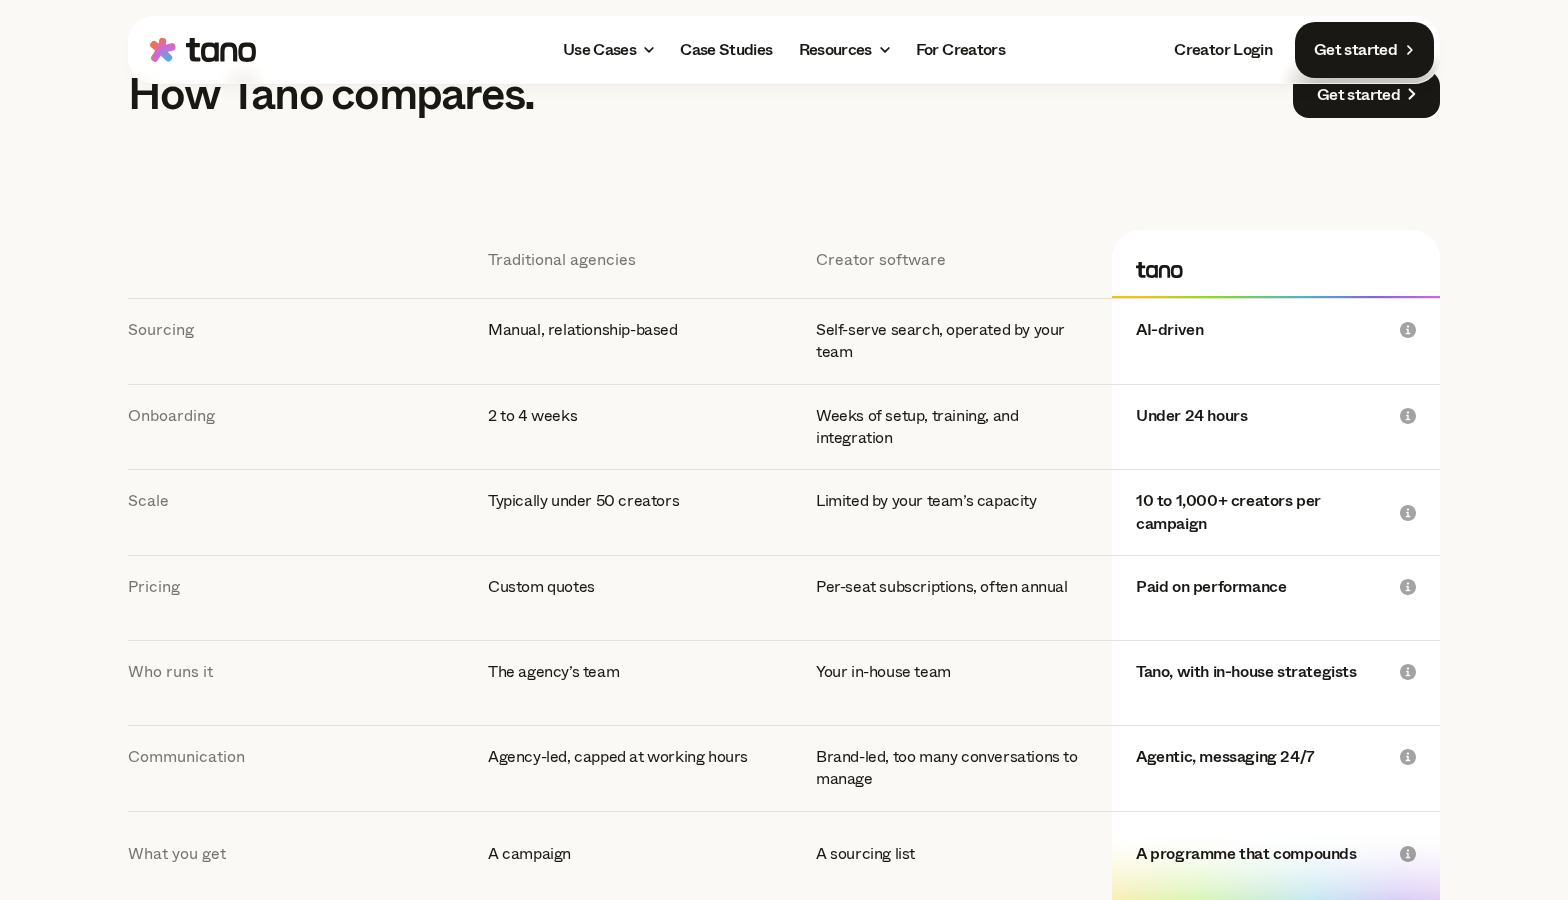 tano
Use Cases
Case Studies
Resources
For Creators
Creator Login
Get started
How Tano compares.
Get started
Traditional agencies
Creator software
tano
Sourcing
Manual, relationship-based
Self-serve search, operated by your
team
AI-driven
Onboarding
2 to 4 weeks
Weeks of setup, training, and
integration
Under 24 hours
Scale
Typically under 50 creators
Limited by your team’s capacity
10 to 1,000+ creators per
campaign
Pricing
Custom quotes
Per-seat subscriptions, often annual
Paid on performance
Who runs it
The agency’s team
Your in-house team
Tano, with in-house strategists
Communication
Agency-led, capped at working hours
Brand-led, too many conversations to
manage
Agentic, messaging 24/7
What you get
A campaign
A sourcing list
A programme that compounds